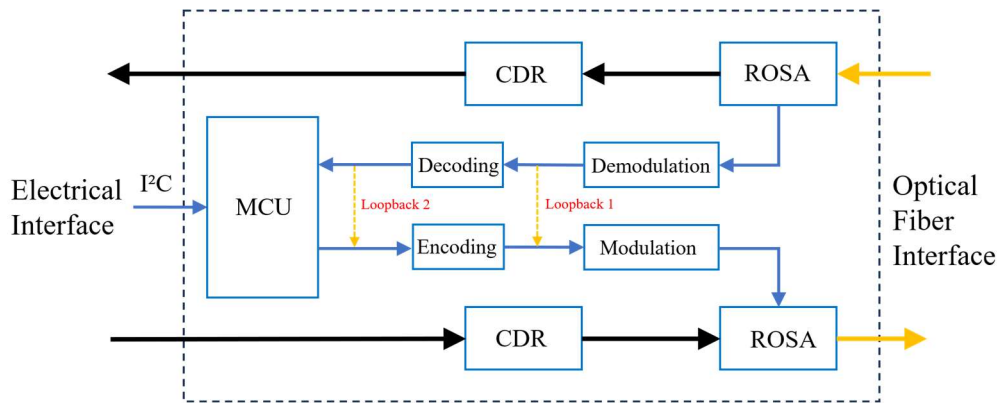 CDR
ROSA
Electrical
Interface
I²C
MCU
Decoding
Demodulation
Loopback 2
Loopback 1
Encoding
Modulation
Optical
Fiber
Interface
CDR
ROSA